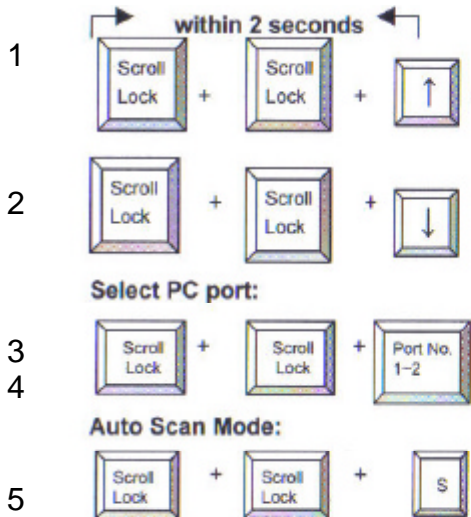 within 2 seconds
1 Scroll Lock + Scroll Lock + ↑
2 Scroll Lock + Scroll Lock + ↓
Select PC port:
3 Scroll Lock + Scroll Lock + Port No. 1-2
4
Auto Scan Mode:
5 Scroll Lock + Scroll Lock + S